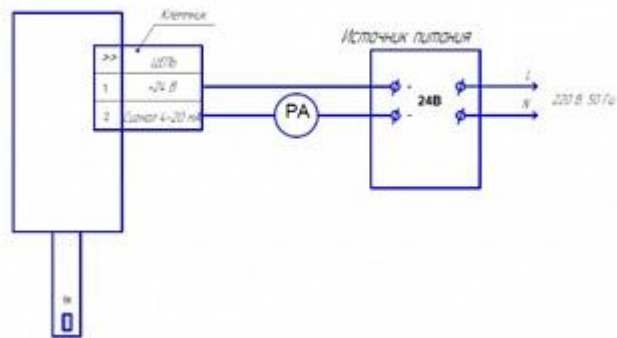 Клеммник
Источник питания
>>
Цепь
1
+24 В
2
Сигнал 4-20 мА
PA
-
24В
-
L
N
220 В 50 Гц